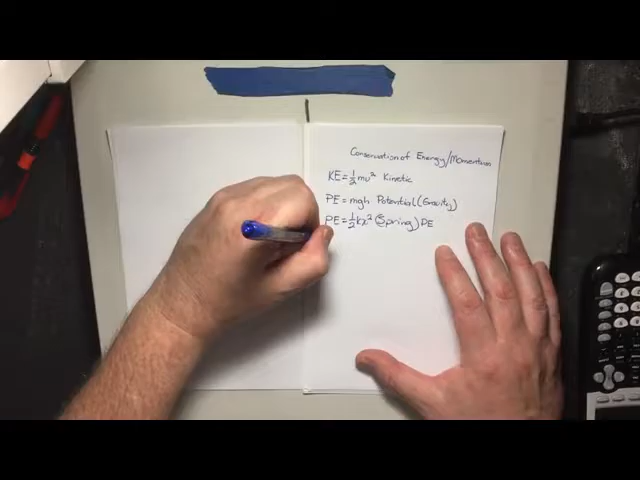 Conservation of Energy/Momentum
KE = ½mv² Kinetic
PE = mgh Potential (Gravity)
PE = ½kx² (Spring) PE